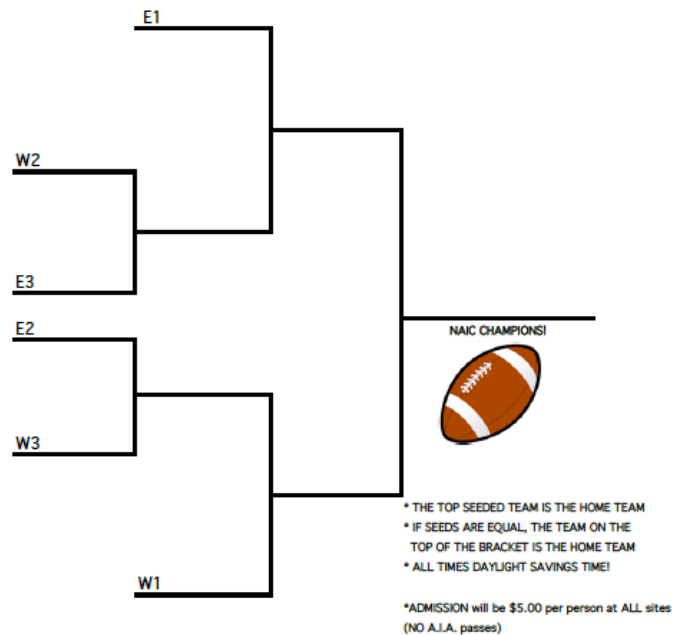 E1
W2
E3
E2
W3
W1
NAIC CHAMPIONS!
* THE TOP SEEDED TEAM IS THE HOME TEAM
* IF SEEDS ARE EQUAL, THE TEAM ON THE
TOP OF THE BRACKET IS THE HOME TEAM
* ALL TIMES DAYLIGHT SAVINGS TIME!
*ADMISSION will be $5.00 per person at ALL sites
(NO A.I.A. passes)